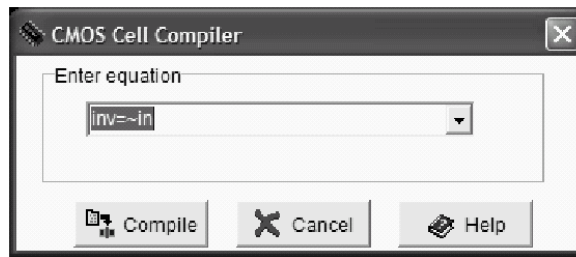 CMOS Cell Compiler
Enter equation
inv=~in
Compile Cancel Help